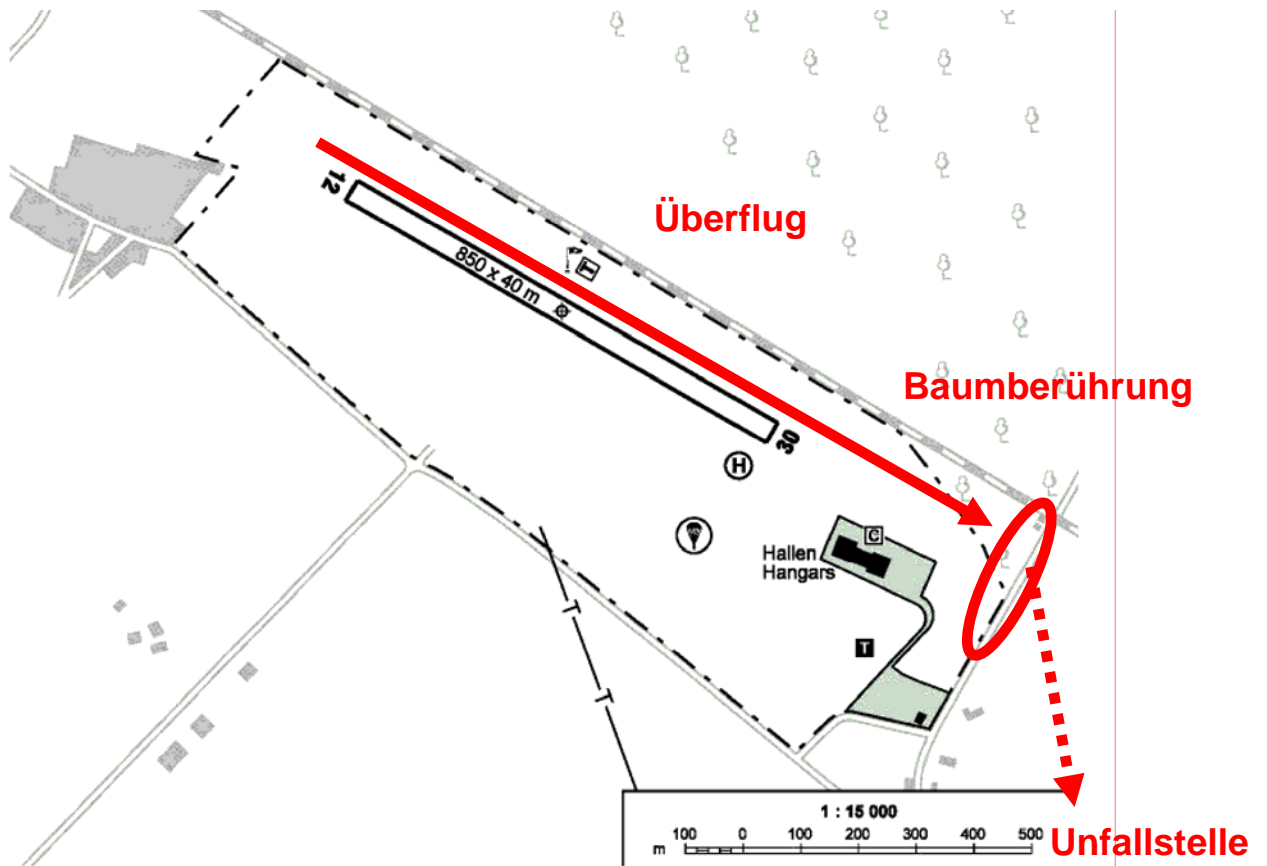 12
Überflug
T
850 x 40 m
Baumberührung
30
H
C
Hallen
Hangars
T
T
T
1 : 15 000
m 100 0 100 200 300 400 500
Unfallstelle